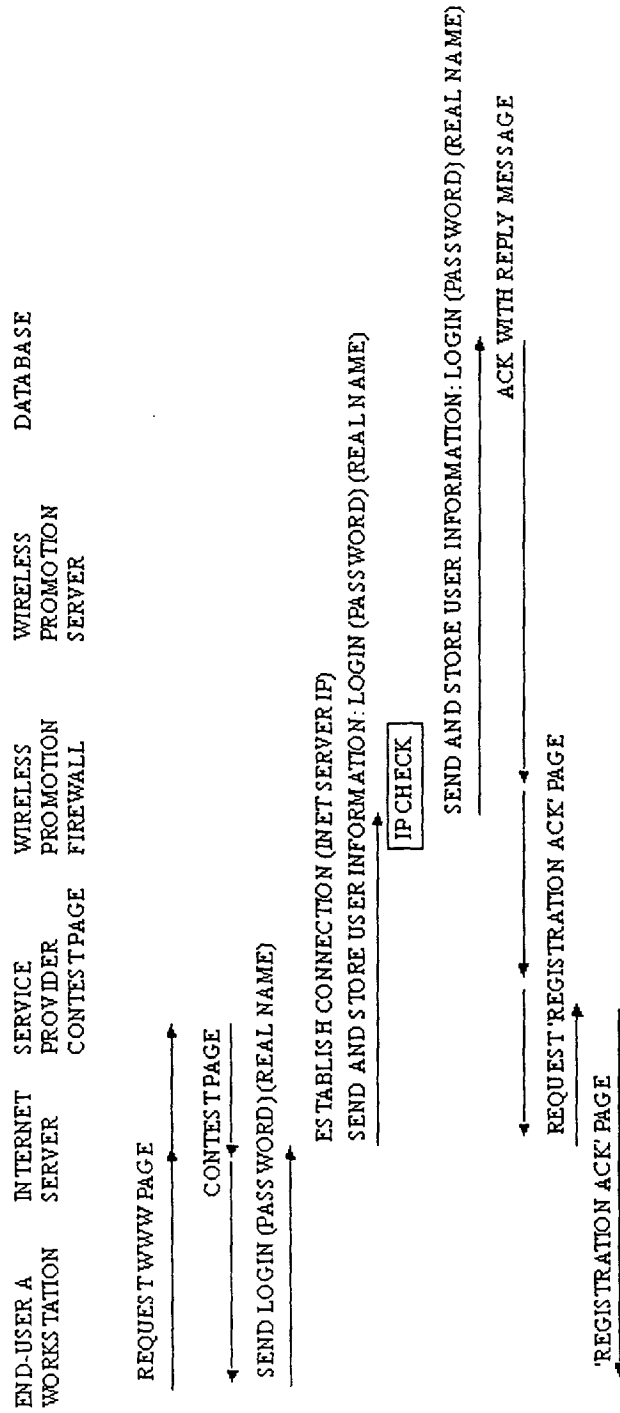 END-USER A
WORKSTATION
INTERNET
SERVER
SERVICE
PROVIDER
CONTEST PAGE
WIRELESS
PROMOTION
FIREWALL
WIRELESS
PROMOTION
SERVER
DATABASE
REQUEST WWW PAGE
CONTEST PAGE
SEND LOGIN (PASSWORD) (REAL NAME)
ESTABLISH CONNECTION (INET SERVER IP)
SEND AND STORE USER INFORMATION: LOGIN (PASSWORD) (REAL NAME)
IP CHECK
SEND AND STORE USER INFORMATION: LOGIN (PASSWORD) (REAL NAME)
ACK WITH REPLY MESSAGE
REQUEST 'REGISTRATION ACK' PAGE
'REGISTRATION ACK' PAGE